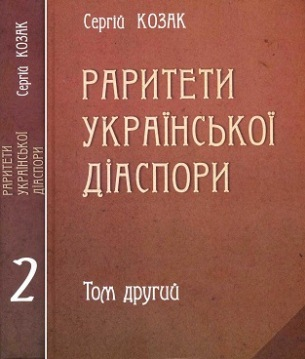 Сергій КОЗАК
РАРИТЕТИ
УКРАЇНСЬКОЇ
ДІАСПОРИ
2
Сергій КОЗАК
РАРИТЕТИ
УКРАЇНСЬКОЇ
ДІАСПОРИ
Том другий